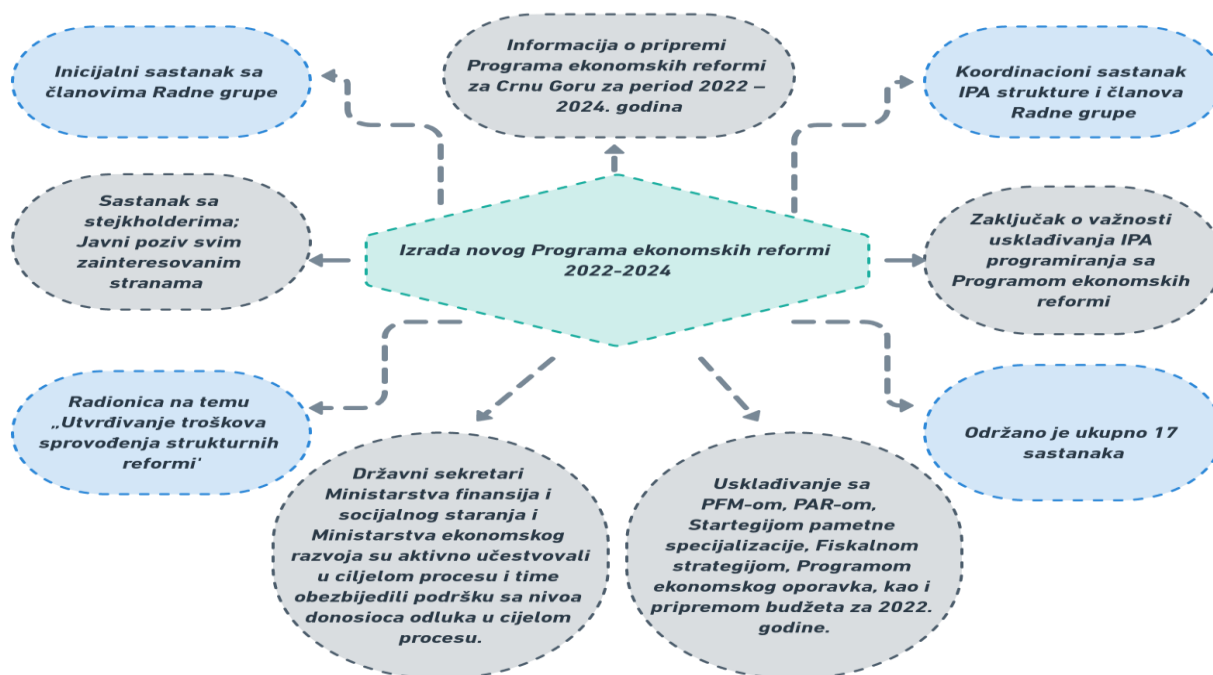 Informacija o pripremi
Programa ekonomskih reformi
za Crnu Goru za period 2022 –
2024. godina
Inicijalni sastanak sa
članovima Radne grupe
Koordinacioni sastanak
IPA strukture i članova
Radne grupe
Sastanak sa
stejkholderima;
Javni poziv svim
zainteresovanim
stranama
Izrada novog Programa ekonomskih reformi
2022-2024
Zaključak o važnosti
usklađivanja IPA
programiranja sa
Programom ekonomskih
reformi
Radionica na temu
„Utvrđivanje troškova
sprovođenja strukturnih
reformi'
Održano je ukupno 17
sastanaka
Državni sekretari
Ministarstva finansija i
socijalnog staranja i
Ministarstva ekonomskog
razvoja su aktivno učestvovali
u ciljelom procesu i time
obezbijedili podršku sa nivoa
donosioca odluka u cijelom
procesu.
Usklađivanje sa
PFM-om, PAR-om,
Startegijom pametne
specijalizacije, Fiskalnom
strategijom, Programom
ekonomskog oporavka, kao i
pripremom budžeta za 2022.
godine.